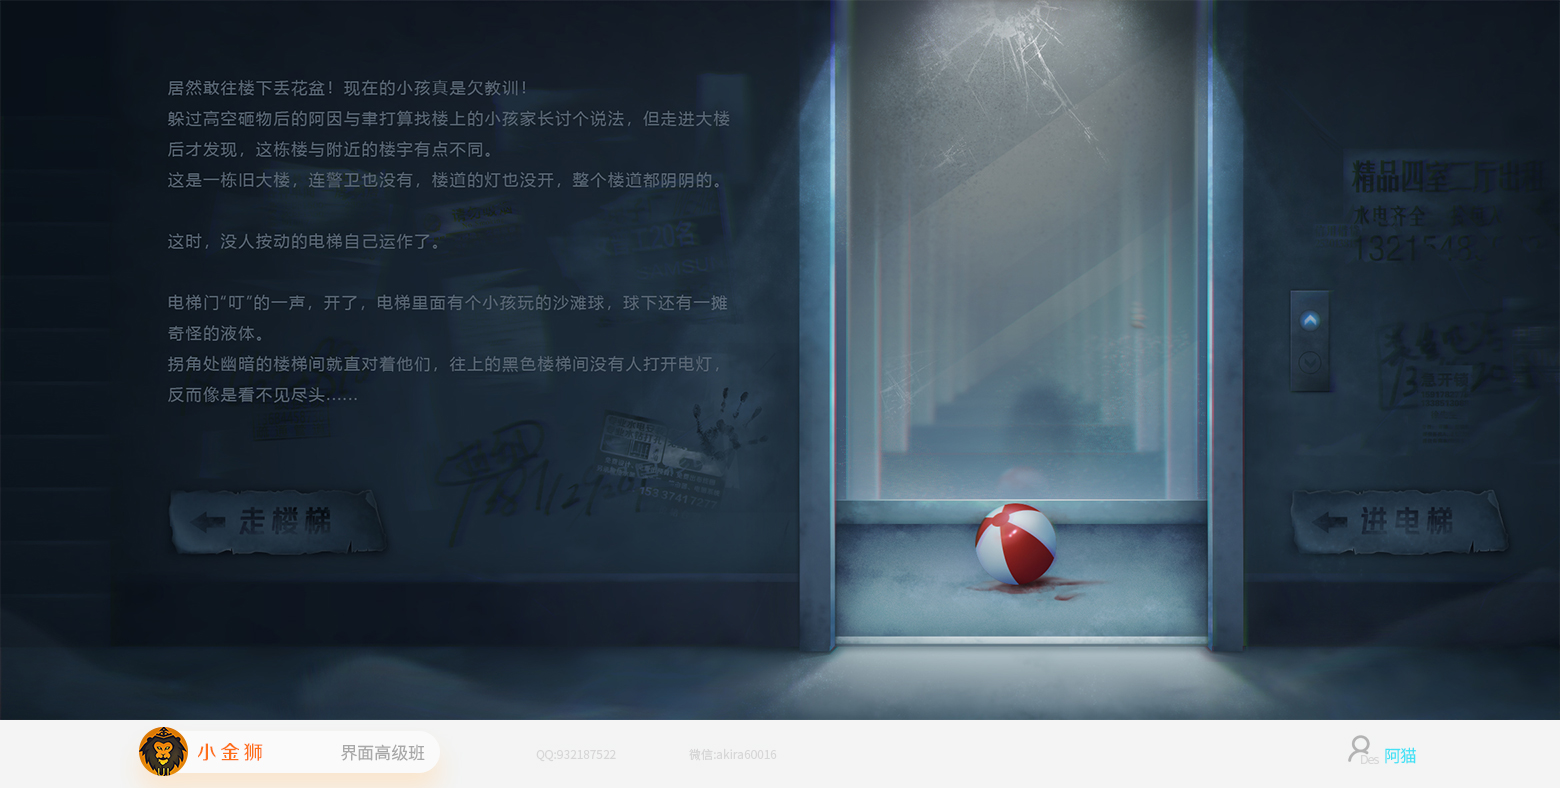 居然敢往楼下丢花盆！现在的小孩真是欠教训！
躲过高空砸物后的阿因与聿打算找楼上的小孩家长讨个说法，但走进大楼
后才发现，这栋楼与附近的楼宇有点不同。
这是一栋旧大楼，连警卫也没有，楼道的灯也没开，整个楼道都阴阴的。
这时，没人按动的电梯自己运作了。
电梯门“叮”的一声，开了，电梯里面有个小孩玩的沙滩球，球下还有一摊
奇怪的液体。
拐角处幽暗的楼梯间就直对着他们，往上的黑色楼梯间没有人打开电灯，
反而像是看不见尽头……
走楼梯
精品四室二厅出租
水电齐全
进电梯
小金狮
界面高级班
QQ:932187522
微信:akira60016
Des 阿猫